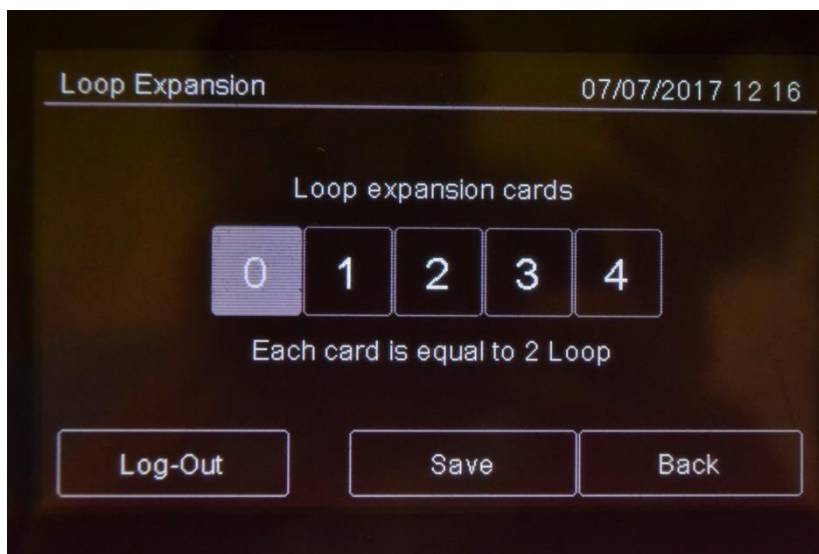 Loop Expansion 07/07/2017 12 16
Loop expansion cards
0 1 2 3 4
Each card is equal to 2 Loop
Log-Out Save Back